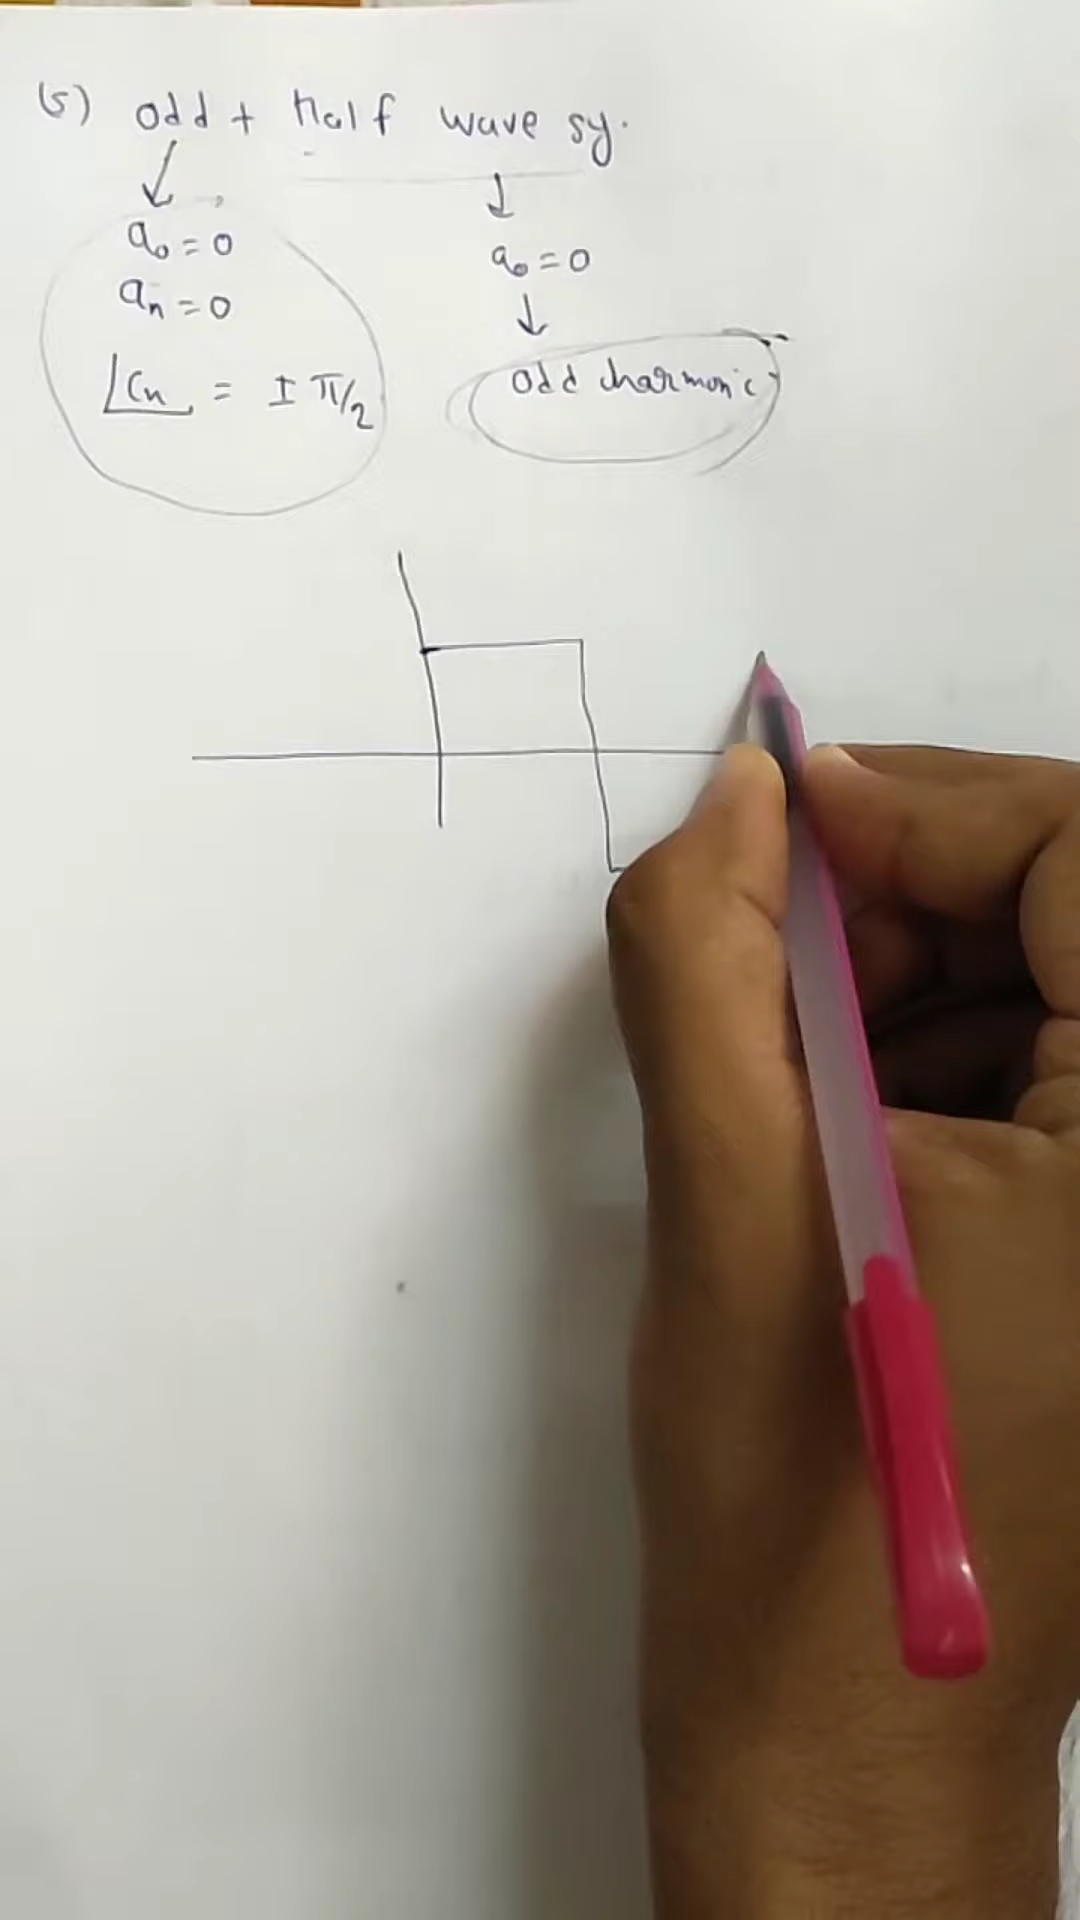 (5) odd + Half wave sy.
a₀ = 0
aₙ = 0
∠Cₙ = ± π/2
a₀ = 0
odd harmonic